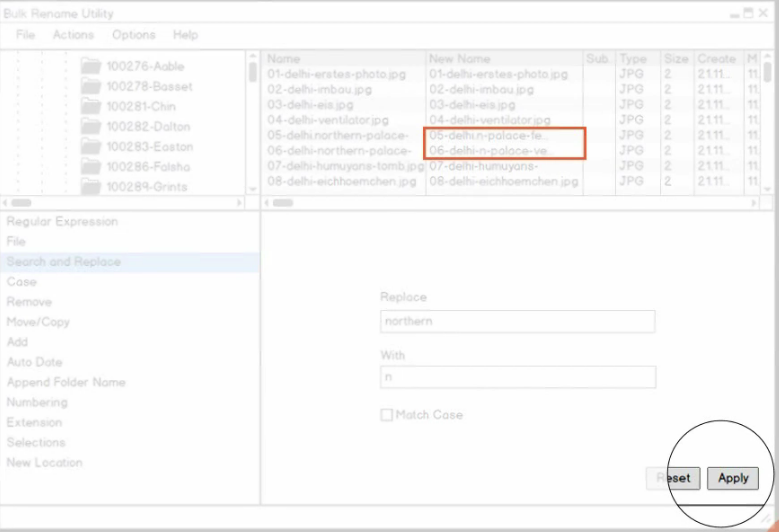 Bulk Rename Utility
File Actions Options Help
Name New Name Sub. Type Size Create M
100276-Aable
100278-Basset
100281-Chin
100282-Dalton
100283-Easton
100286-Falsha
100289-Grints
01-delhi-erstes-photo.jpg 01-delhi-erstes-photo.jpg JPG 2 21.11... 11.
02-delhi-imbau.jpg 02-delhi-imbau.jpg JPG 2 21.11... 11.
03-delhi-eis.jpg 03-delhi-eis.jpg JPG 2 21.11... 11.
04-delhi-ventilator.jpg 04-delhi-ventilator.jpg JPG 2 21.11... 11.
05-delhi.northern-palace- 05-delhi.n-palace-fe... JPG 2 21.11... 11.
06-delhi-northern-palace- 06-delhi-n-palace-ve... JPG 2 21.11... 11.
07-delhi-humuyans-tomb.jpg 07-delhi-humuyans- JPG 2 21.11... 11.
08-delhi-eichhoemchen.jpg 08-delhi-eichhoemchen.jpg JPG 2 21.11... 11.
Regular Expression
File
Search and Replace
Case
Remove
Move/Copy
Add
Auto Date
Append Folder Name
Numbering
Extension
Selections
New Location
Replace
northern
With
n
Match Case
Reset Apply